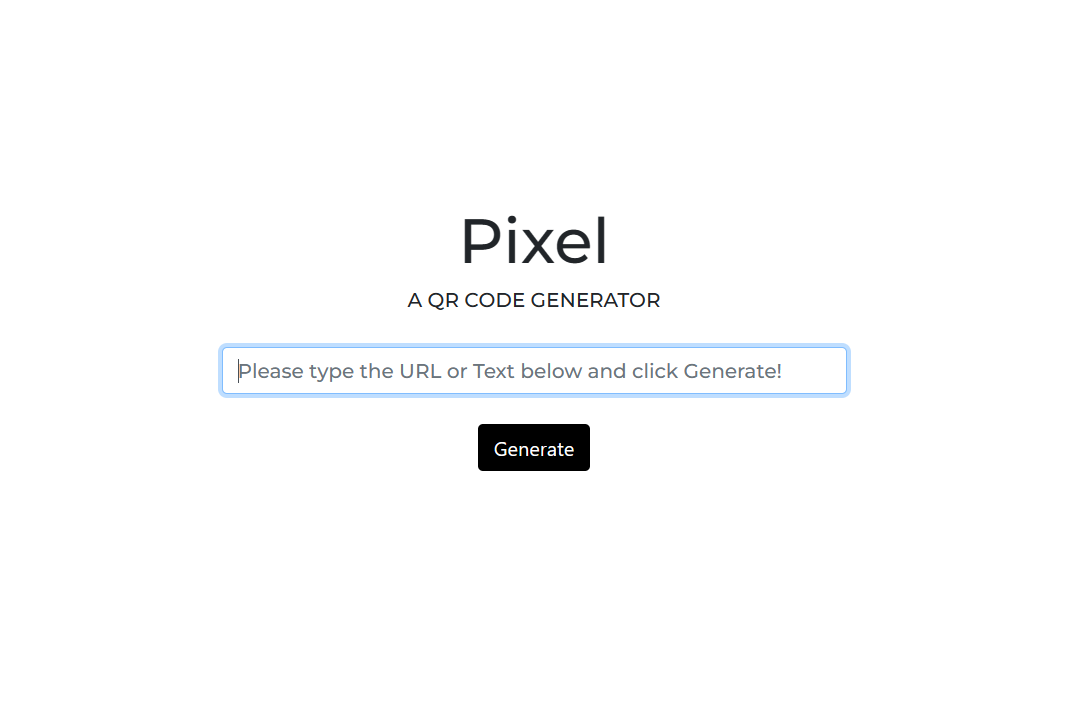 Pixel
A QR CODE GENERATOR
Please type the URL or Text below and click Generate!
Generate